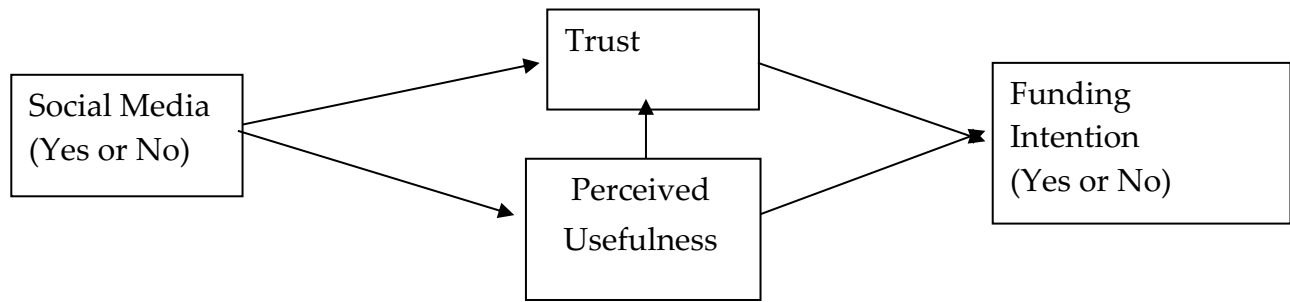 Social Media
(Yes or No)
Trust
Perceived
Usefulness
Funding
Intention
(Yes or No)